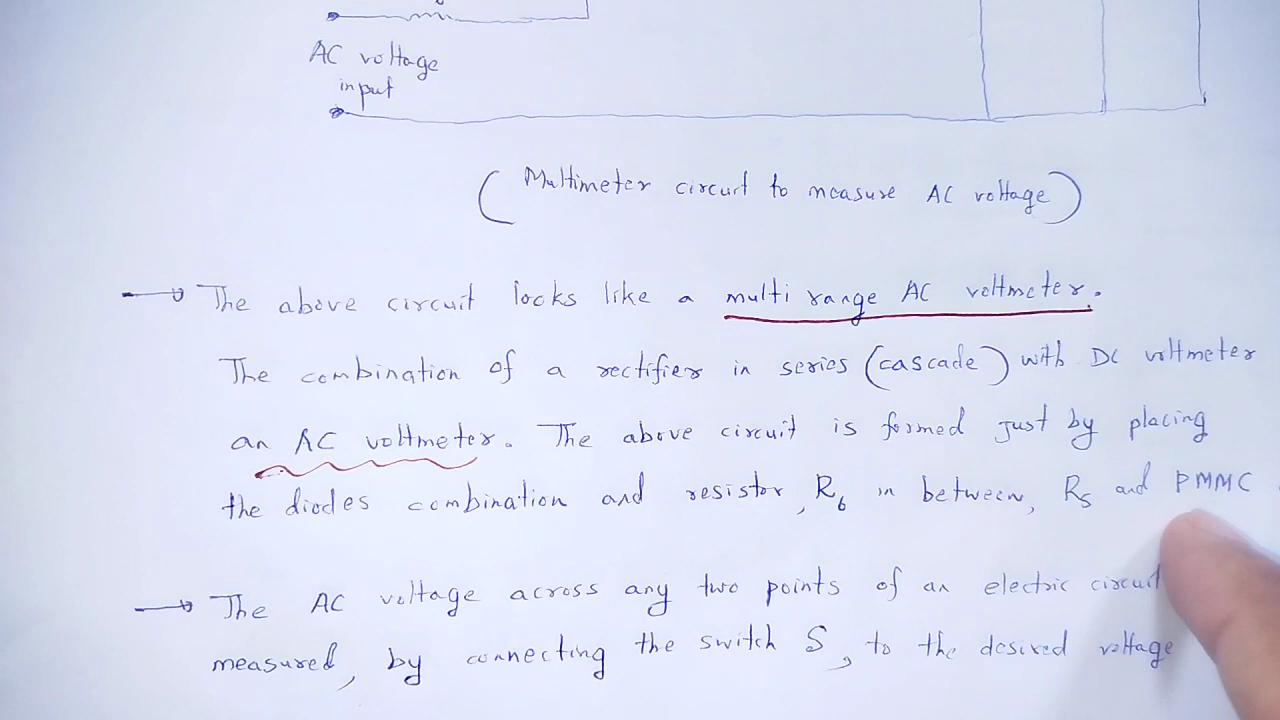 AC voltage
input
(Multimeter circuit to measure AC voltage)
The above circuit looks like a multi range AC voltmeter.
The combination of a rectifier in series (cascade) with DC voltmeter
an AC voltmeter. The above circuit is formed just by placing
the diodes combination and resistor, R6 in between, R5 and PMMC
The AC voltage across any two points of an electric circuit
measured, by connecting the switch S, to the desired voltage